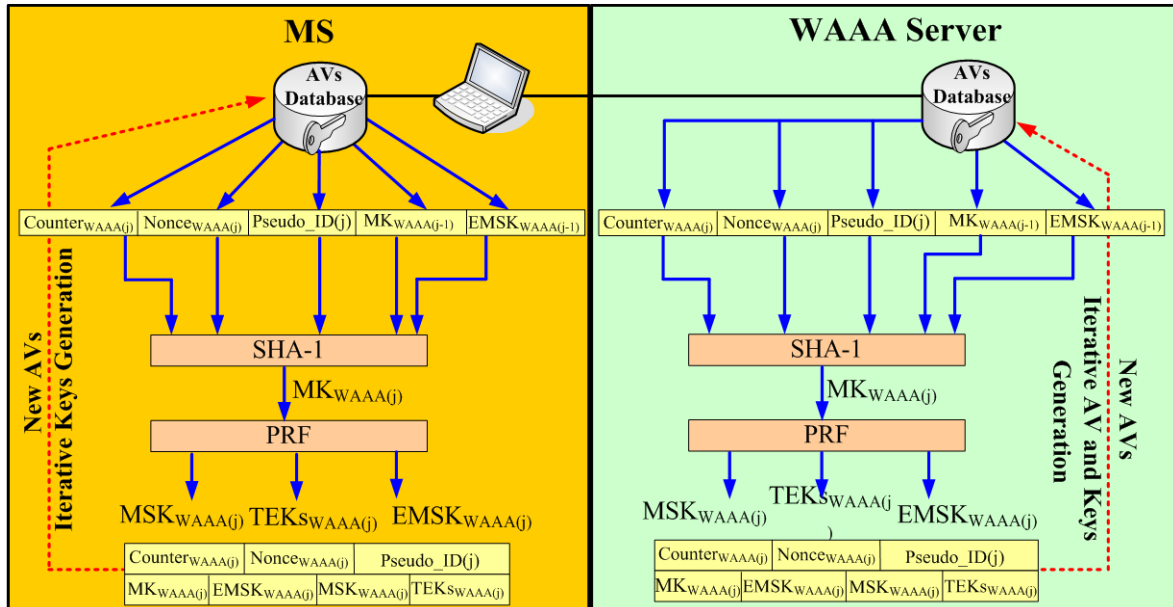 MS
AVs
Database
CounterWAAA(j) NonceWAAA(j) Pseudo_ID(j) MKWAAA(j-1) EMSKWAAA(j-1)
SHA-1
MKWAAA(j)
PRF
MSKWAAA(j) TEKsWAAA(j) EMSKWAAA(j)
CounterWAAA(j) NonceWAAA(j) Pseudo_ID(j)
MKWAAA(j) EMSKWAAA(j) MSKWAAA(j) TEKsWAAA(j)
New AVs
Iterative Keys Generation
WAAA Server
AVs
Database
CounterWAAA(j) NonceWAAA(j) Pseudo_ID(j) MKWAAA(j-1) EMSKWAAA(j-1)
SHA-1
MKWAAA(j)
PRF
MSKWAAA(j) TEKsWAAA(j
) EMSKWAAA(j)
CounterWAAA(j) NonceWAAA(j) Pseudo_ID(j)
MKWAAA(j) EMSKWAAA(j) MSKWAAA(j) TEKsWAAA(j)
New AVs
Iterative AV and Keys
Generation